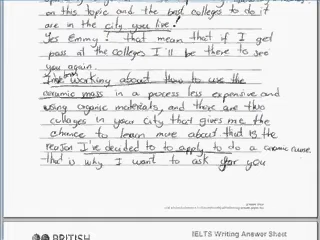 on this topic and the best colleges to do it
are in the city you live!
Yes Emmy! that mean that if I get
pass at the colleges I'll be there to see
you again.
I've been working about how to use the
ceramic mass in a process less expensive and
using organic materials, and there are two
collages in your city that gives me the
chance to learn more about that is the
reason I've decided to to apply to do a ceramic course
that is why I want to ask for you
BRITISH
IELTS Writing Answer Sheet